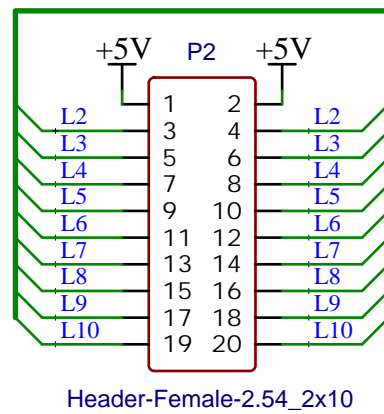 +5V P2 +5V
1 2
L2 3 4 L2
L3 5 6 L3
L4 7 8 L4
L5 9 10 L5
L6 11 12 L6
L7 13 14 L7
L8 15 16 L8
L9 17 18 L9
L10 19 20 L10
Header-Female-2.54_2x10